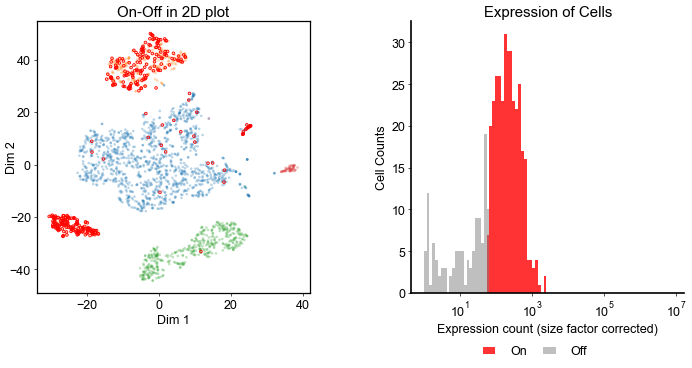 On-Off in 2D plot
Dim 2
40
20
0
−20
−40
−20 0 20 40
Dim 1
Expression of Cells
Cell Counts
30
25
20
15
10
5
0
10^1 10^3 10^5 10^7
Expression count (size factor corrected)
On Off